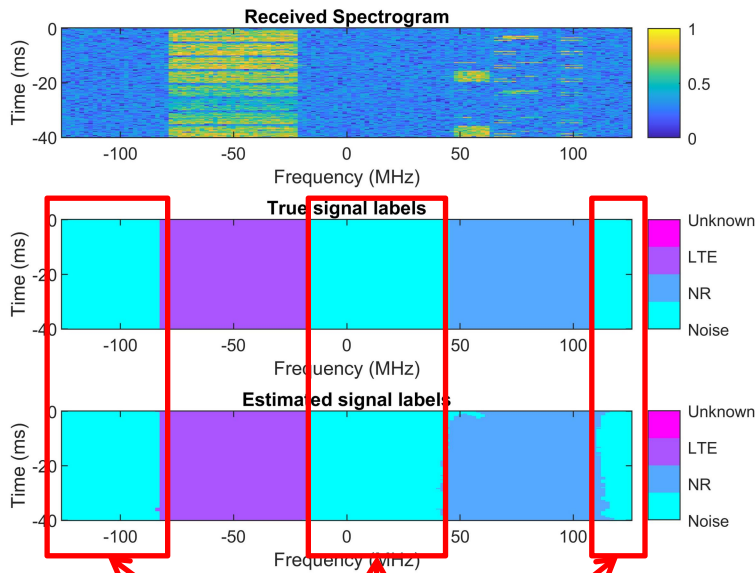 Received Spectrogram
0
-20
-40
Time (ms)
-100
-50
0
50
100
Frequency (MHz)
1
0.5
0
True signal labels
0
-20
-40
Time (ms)
-100
-50
0
50
100
Frequency (MHz)
Unknown
LTE
NR
Noise
Estimated signal labels
0
-20
-40
Time (ms)
-100
-50
0
50
100
Frequency (MHz)
Unknown
LTE
NR
Noise